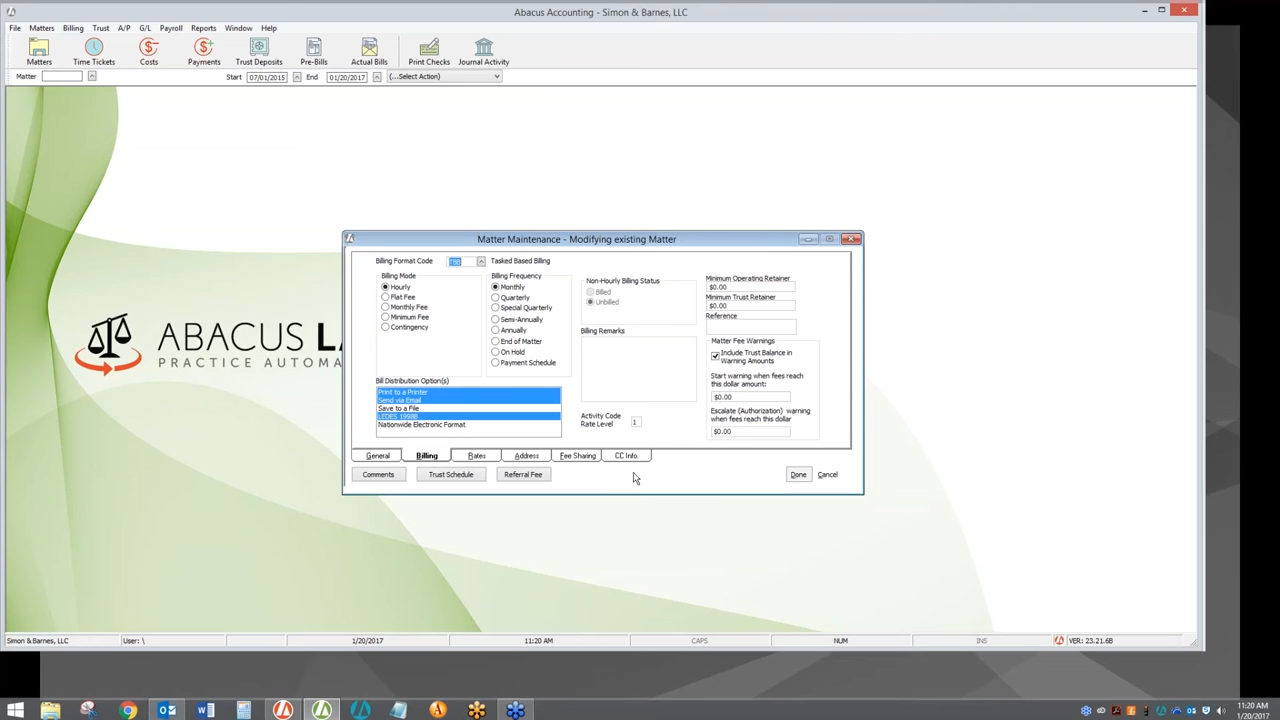 Abacus Accounting - Simon & Barnes, LLC
File Matters Billing Trust A/P G/L Payroll Reports Window Help
Matters Time Tickets Costs Payments Trust Deposits Pre-Bills Actual Bills Print Checks Journal Activity
Matter Start 07/01/2015 End 01/20/2017 (...Select Action)
Matter Maintenance - Modifying existing Matter
Billing Format Code Tasked Based Billing
Billing Mode
Hourly
Flat Fee
Monthly Fee
Minimum Fee
Contingency
Billing Frequency
Monthly
Quarterly
Special Quarterly
Semi-Annually
Annually
End of Matter
On Hold
Payment Schedule
Non-Hourly Billing Status
Billed
Unbilled
Billing Remarks
Activity Code
Rate Level 1
Minimum Operating Retainer
$0.00
Minimum Trust Retainer
$0.00
Reference
Matter Fee Warnings
Include Trust Balance in
Warning Amounts
Start warning when fees reach
this dollar amount:
$0.00
Escalate (Authorization) warning
when fees reach this dollar
$0.00
Bill Distribution Option(s)
Print to a Printer
Send via Email
Save to a File
LEDES 1998B
Nationwide Electronic Format
General Billing Rates Address Fee Sharing CC Info.
Comments Trust Schedule Referral Fee Done Cancel
ABACUS L
PRACTICE AUTOMA
Simon & Barnes, LLC User: \ 1/20/2017 11:20 AM CAPS NUM INS VER: 23.21.6B
11:20 AM
1/20/2017